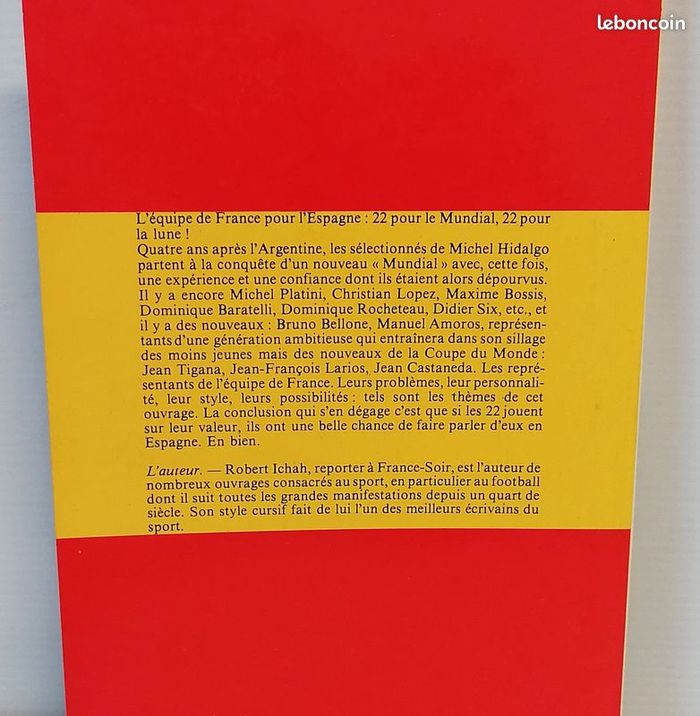 leboncoin
L'équipe de France pour l'Espagne : 22 pour le Mundial, 22 pour
la lune !
Quatre ans après l'Argentine, les sélectionnés de Michel Hidalgo
partent à la conquête d'un nouveau « Mundial » avec, cette fois,
une expérience et une confiance dont ils étaient alors dépourvus.
Il y a encore Michel Platini, Christian Lopez, Maxime Bossis,
Dominique Baratelli, Dominique Rocheteau, Didier Six, etc., et
il y a des nouveaux : Bruno Bellone, Manuel Amoros, représen-
tants d'une génération ambitieuse qui entraînera dans son sillage
des moins jeunes mais des nouveaux de la Coupe du Monde :
Jean Tigana, Jean-François Larios, Jean Castaneda. Les repré-
sentants de l'équipe de France. Leurs problèmes, leur personnali-
té, leur style, leurs possibilités : tels sont les thèmes de cet
ouvrage. La conclusion qui s'en dégage c'est que si les 22 jouent
sur leur valeur, ils ont une belle chance de faire parler d'eux en
Espagne. En bien.
L'auteur. — Robert Ichah, reporter à France-Soir, est l'auteur de
nombreux ouvrages consacrés au sport, en particulier au football
dont il suit toutes les grandes manifestations depuis un quart de
siècle. Son style cursif fait de lui l'un des meilleurs écrivains du
sport.